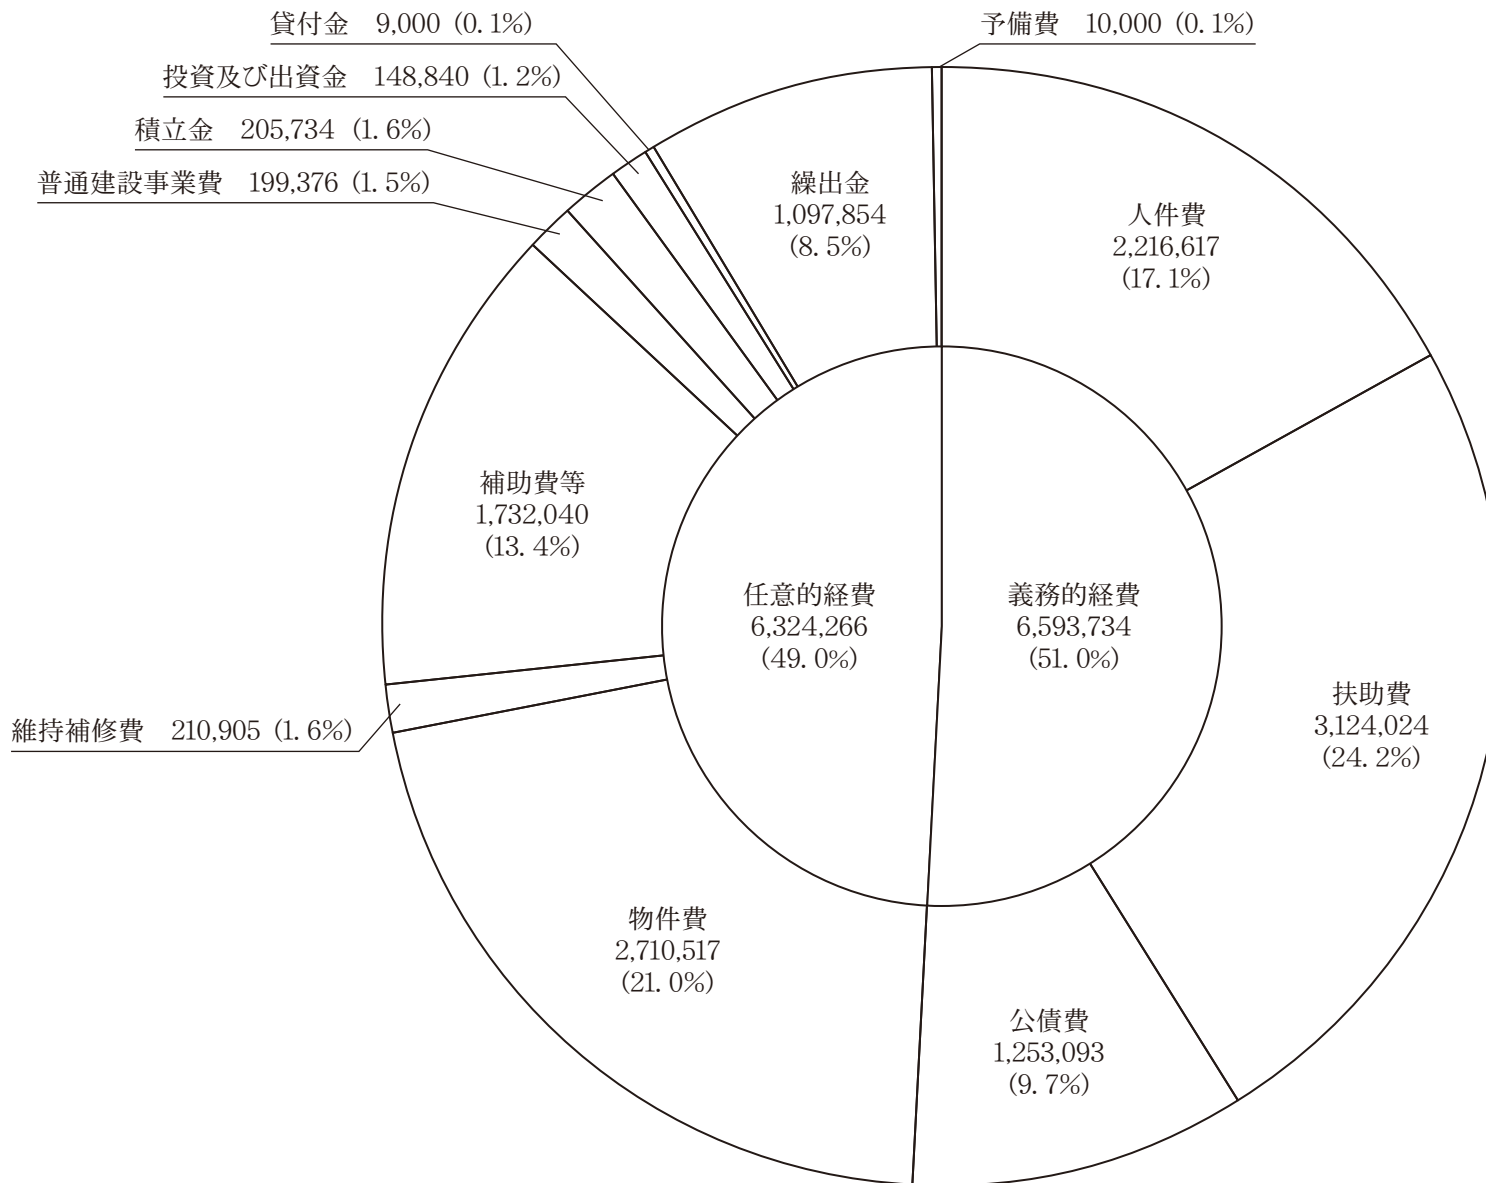 貸付金 9,000 (0.1%)
予備費 10,000 (0.1%)
投資及び出資金 148,840 (1.2%)
積立金 205,734 (1.6%)
普通建設事業費 199,376 (1.5%)
繰出金
1,097,854
(8.5%)
人件費
2,216,617
(17.1%)
補助費等
1,732,040
(13.4%)
任意的経費
6,324,266
(49.0%)
義務的経費
6,593,734
(51.0%)
扶助費
3,124,024
(24.2%)
維持補修費 210,905 (1.6%)
物件費
2,710,517
(21.0%)
公債費
1,253,093
(9.7%)